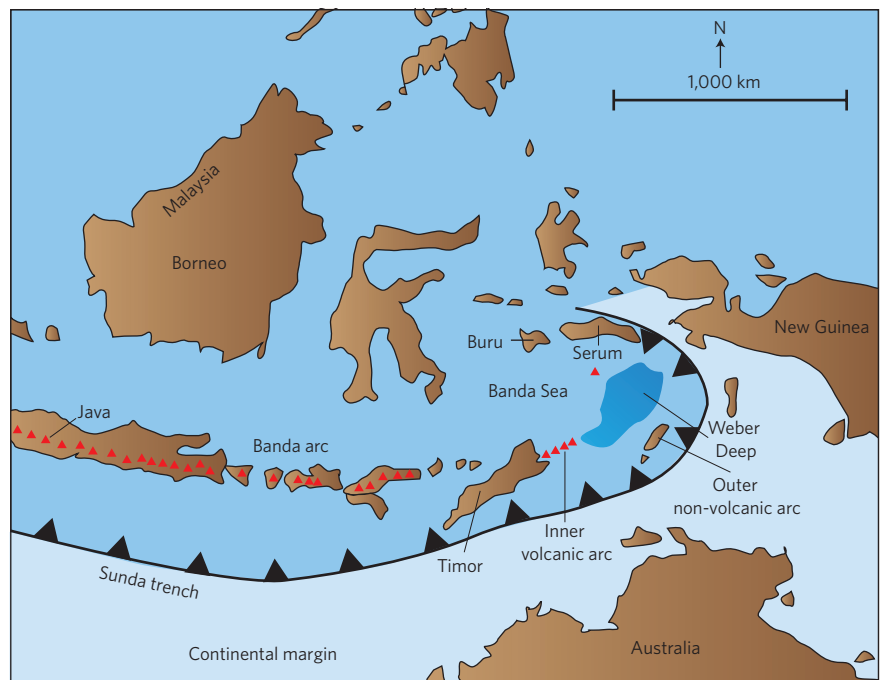 N
1,000 km
Malaysia
Borneo
New Guinea
Buru
Serum
Banda Sea
Java
Weber
Deep
Banda arc
Outer
non-volcanic arc
Inner
volcanic arc
Timor
Sunda trench
Continental margin
Australia